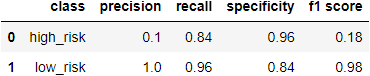 class precision recall specificity f1 score
0 high_risk 0.1 0.84 0.96 0.18
1 low_risk 1.0 0.96 0.84 0.98